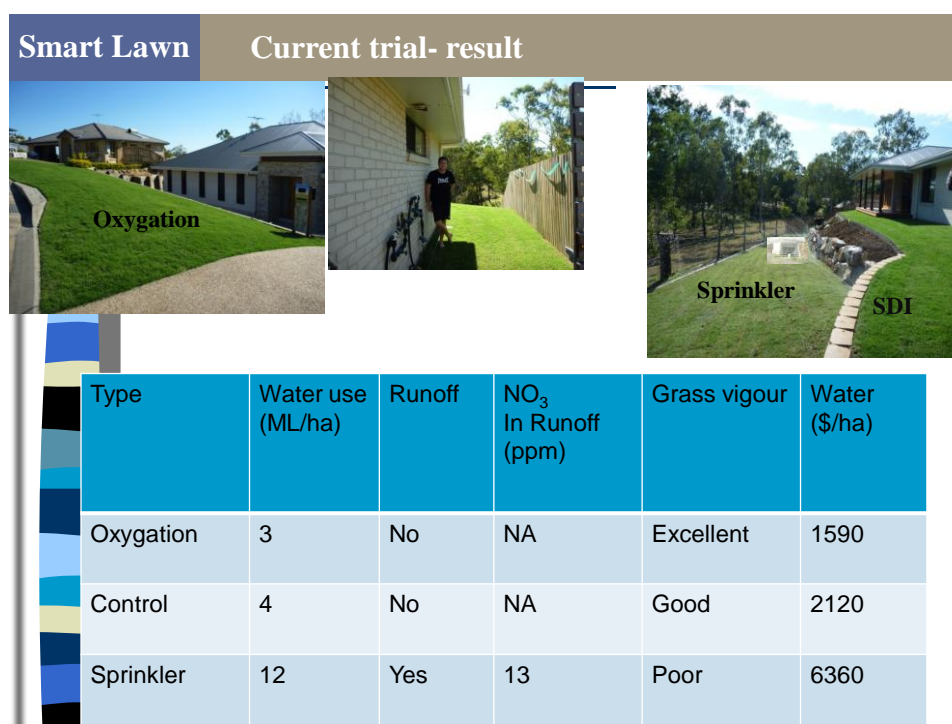 Smart Lawn Current trial- result
Oxygation
Sprinkler
SDI
Type Water use Runoff NO₃ Grass vigour Water
(ML/ha) In Runoff ($/ha)
(ppm)
Oxygation 3 No NA Excellent 1590
Control 4 No NA Good 2120
Sprinkler 12 Yes 13 Poor 6360